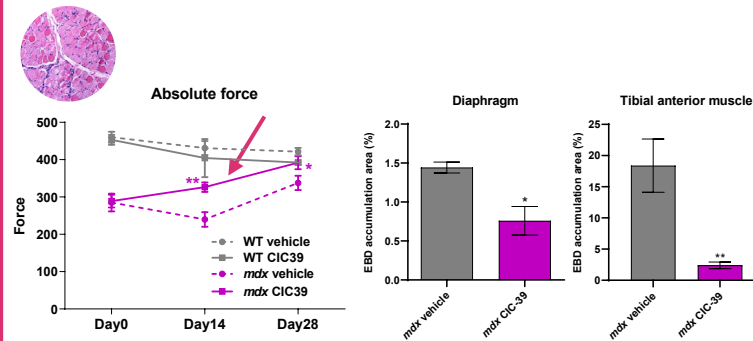 Absolute force
500
400
300
200
100
0
Force
**
*
WT vehicle
WT CIC39
mdx vehicle
mdx CIC39
Day0
Day14
Day28
Diaphragm
2.0
1.5
1.0
0.5
0.0
EBD accumulation area (%)
*
mdx vehicle
mdx CIC-39
Tibial anterior muscle
25
20
15
10
5
0
EBD accumulation area (%)
**
mdx vehicle
mdx CIC-39